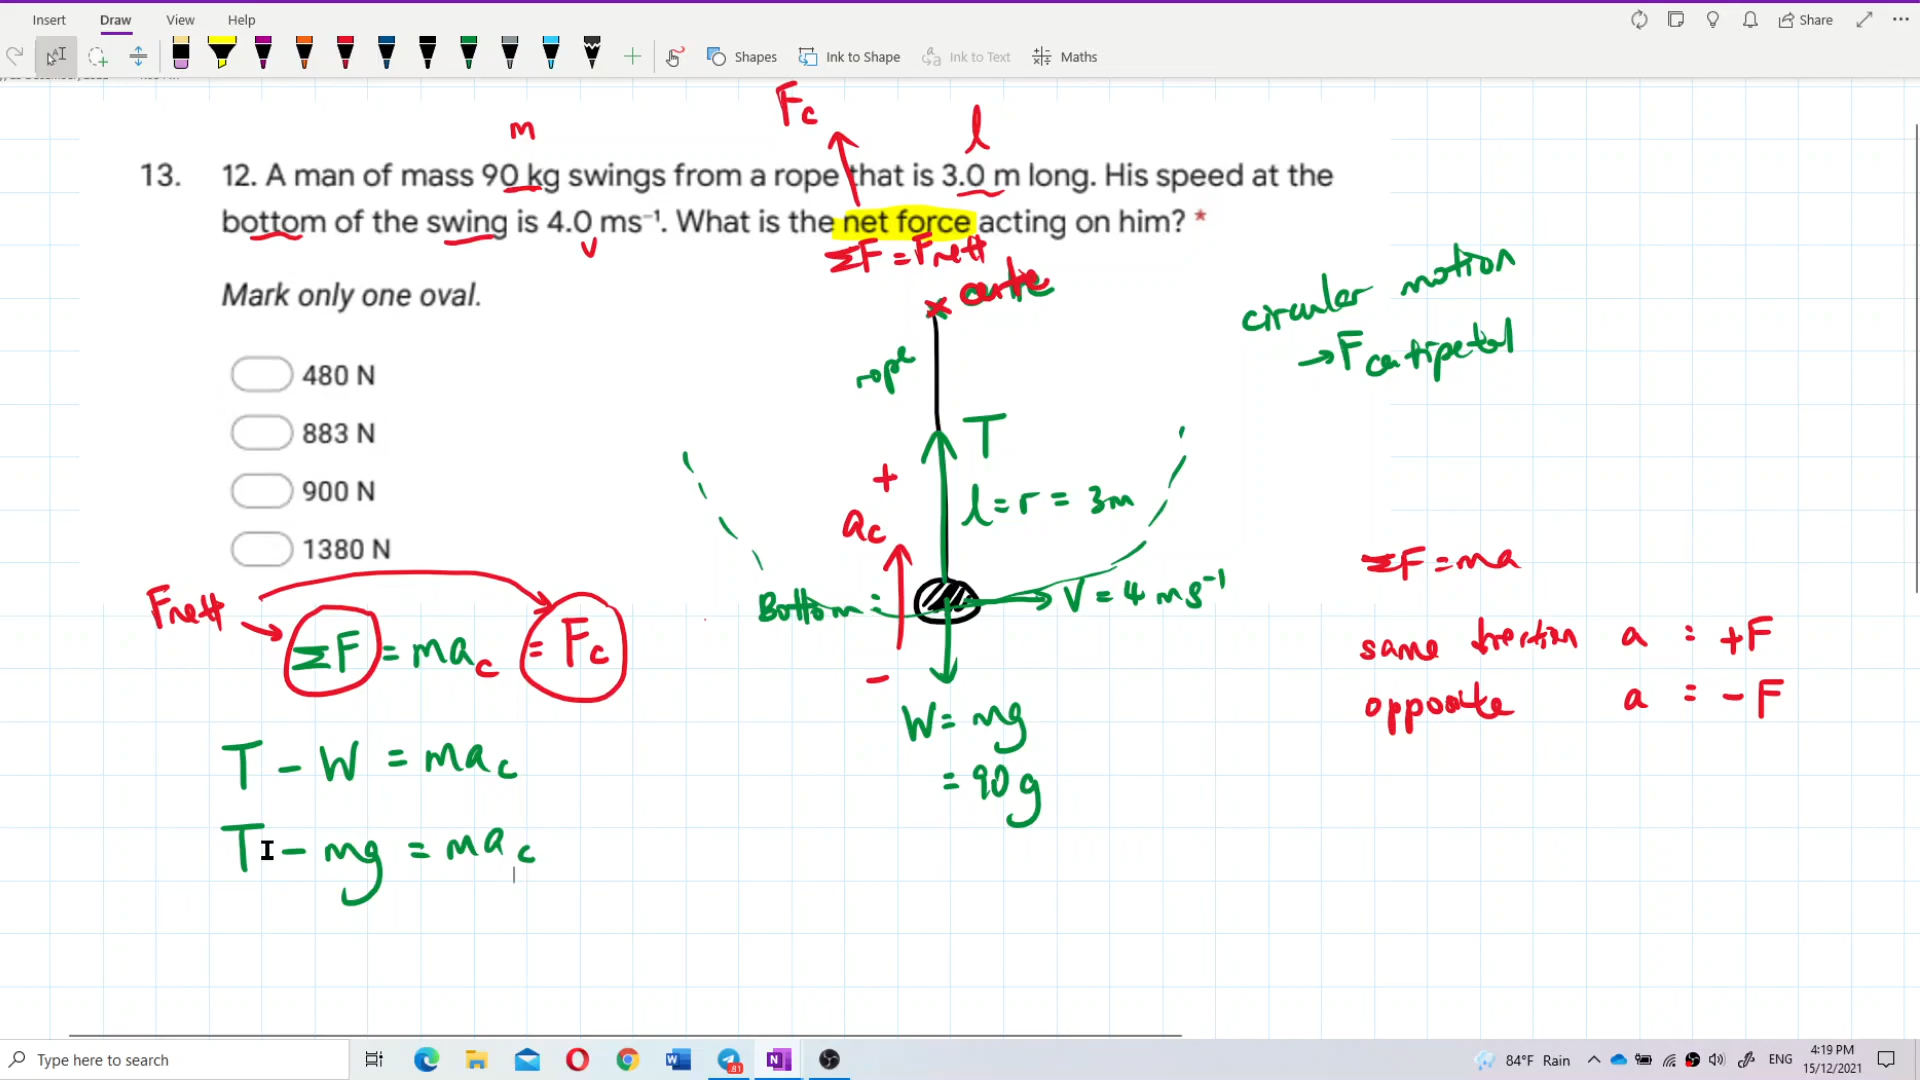 Insert Draw View Help
Share
Shapes Ink to Shape Ink to Text Maths
Fc
m
l
13. 12. A man of mass 90 kg swings from a rope that is 3.0 m long. His speed at the
bottom of the swing is 4.0 ms⁻¹. What is the net force acting on him? *
v
ΣF = Fnett
centre
Mark only one oval.
circular motion
→ F centripetal
rope
480 N
883 N
900 N
1380 N
T
+
l = r = 3m
ac
Bottom :
V = 4 ms⁻¹
-
W = mg
= 90g
ΣF = ma
same direction a : +F
opposite a : - F
Fnett
ΣF = mac = Fc
T - W = mac
T - mg = mac
Type here to search
81
84°F Rain
ENG
4:19 PM
15/12/2021